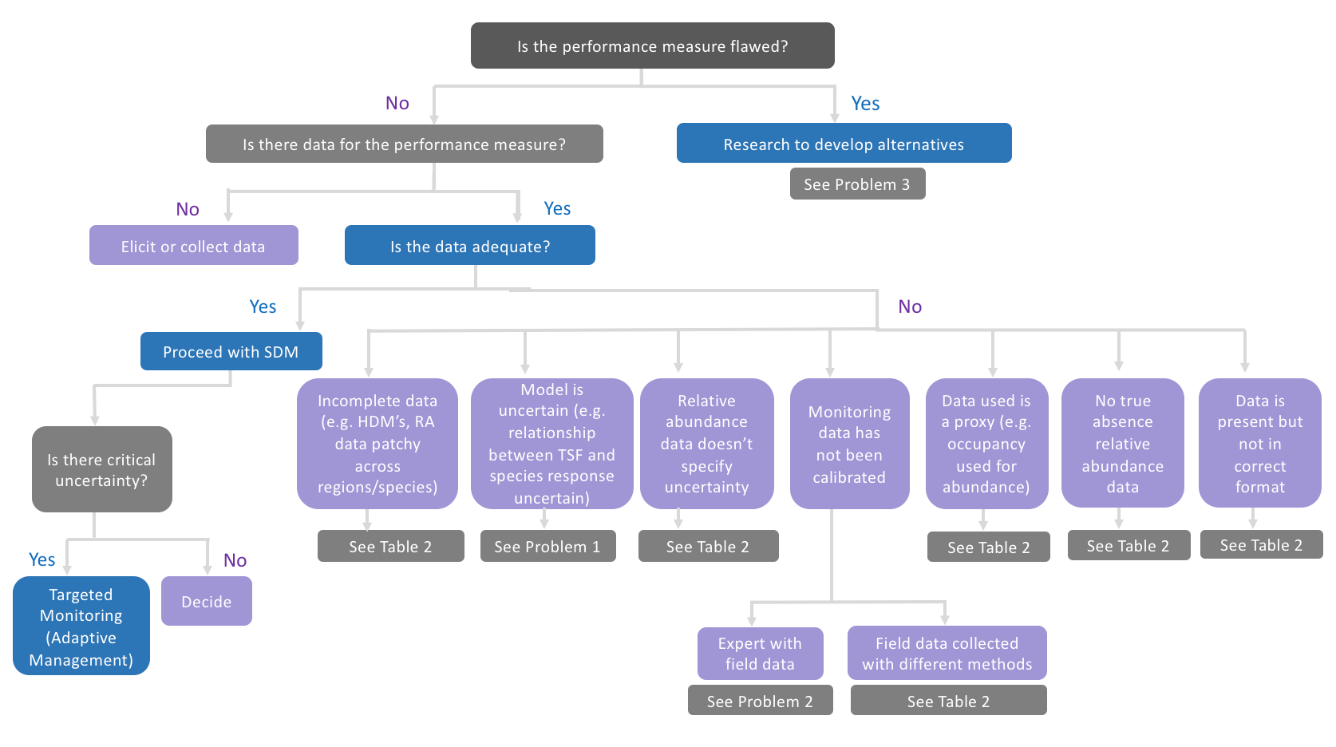 Is the performance measure flawed?
No
Yes
Is there data for the performance measure?
Research to develop alternatives
See Problem 3
No
Yes
Elicit or collect data
Is the data adequate?
Yes
No
Proceed with SDM
Incomplete data
(e.g. HDM's, RA
data patchy
across
regions/species)
Model is
uncertain (e.g.
relationship
between TSF and
species response
uncertain)
Relative
abundance
data doesn't
specify
uncertainty
Monitoring
data has
not been
calibrated
Data used is
a proxy (e.g.
occupancy
used for
abundance)
No true
absence
relative
abundance
data
Data is
present but
not in
correct
format
Is there critical
uncertainty?
See Table 2
See Problem 1
See Table 2
See Table 2
See Table 2
See Table 2
Yes
No
Targeted
Monitoring
(Adaptive
Management)
Decide
Expert with
field data
Field data collected
with different methods
See Problem 2
See Table 2